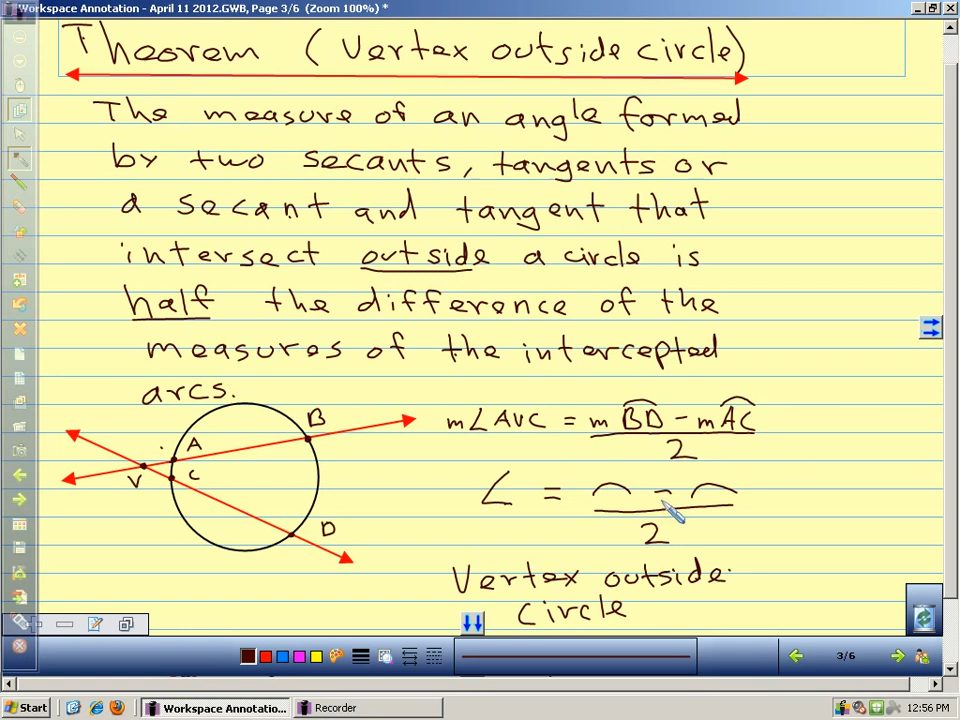 Workspace Annotation - April 11 2012.GWB, Page 3/6 (Zoom 100%) *
Theorem (Vertex outside circle)
The measure of an angle formed
by two secants, tangents or
a secant and tangent that
intersect outside a circle is
half the difference of the
measures of the intercepted
arcs.
B
A
V
C
D
m∠AVC = mBD - mAC
2
∠ = ⌒ - ⌒
2
Vertex outside
circle
3/6
Start
Workspace Annotatio...
Recorder
12:56 PM